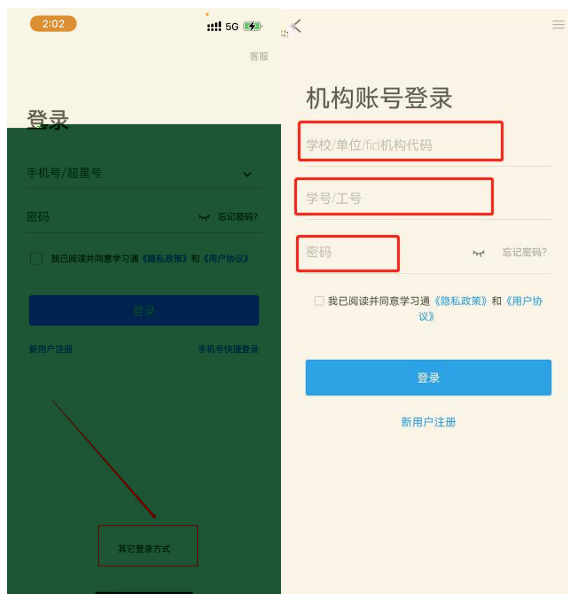 2:02
5G
客服
登录
手机号/超星号
密码
忘记密码?
我已阅读并同意学习通《隐私政策》和《用户协议》
登录
新用户注册
手机号快捷登录
其它登录方式
机构账号登录
学校/单位/fid机构代码
学号/工号
密码
忘记密码?
我已阅读并同意学习通《隐私政策》和《用户协
议》
登录
新用户注册